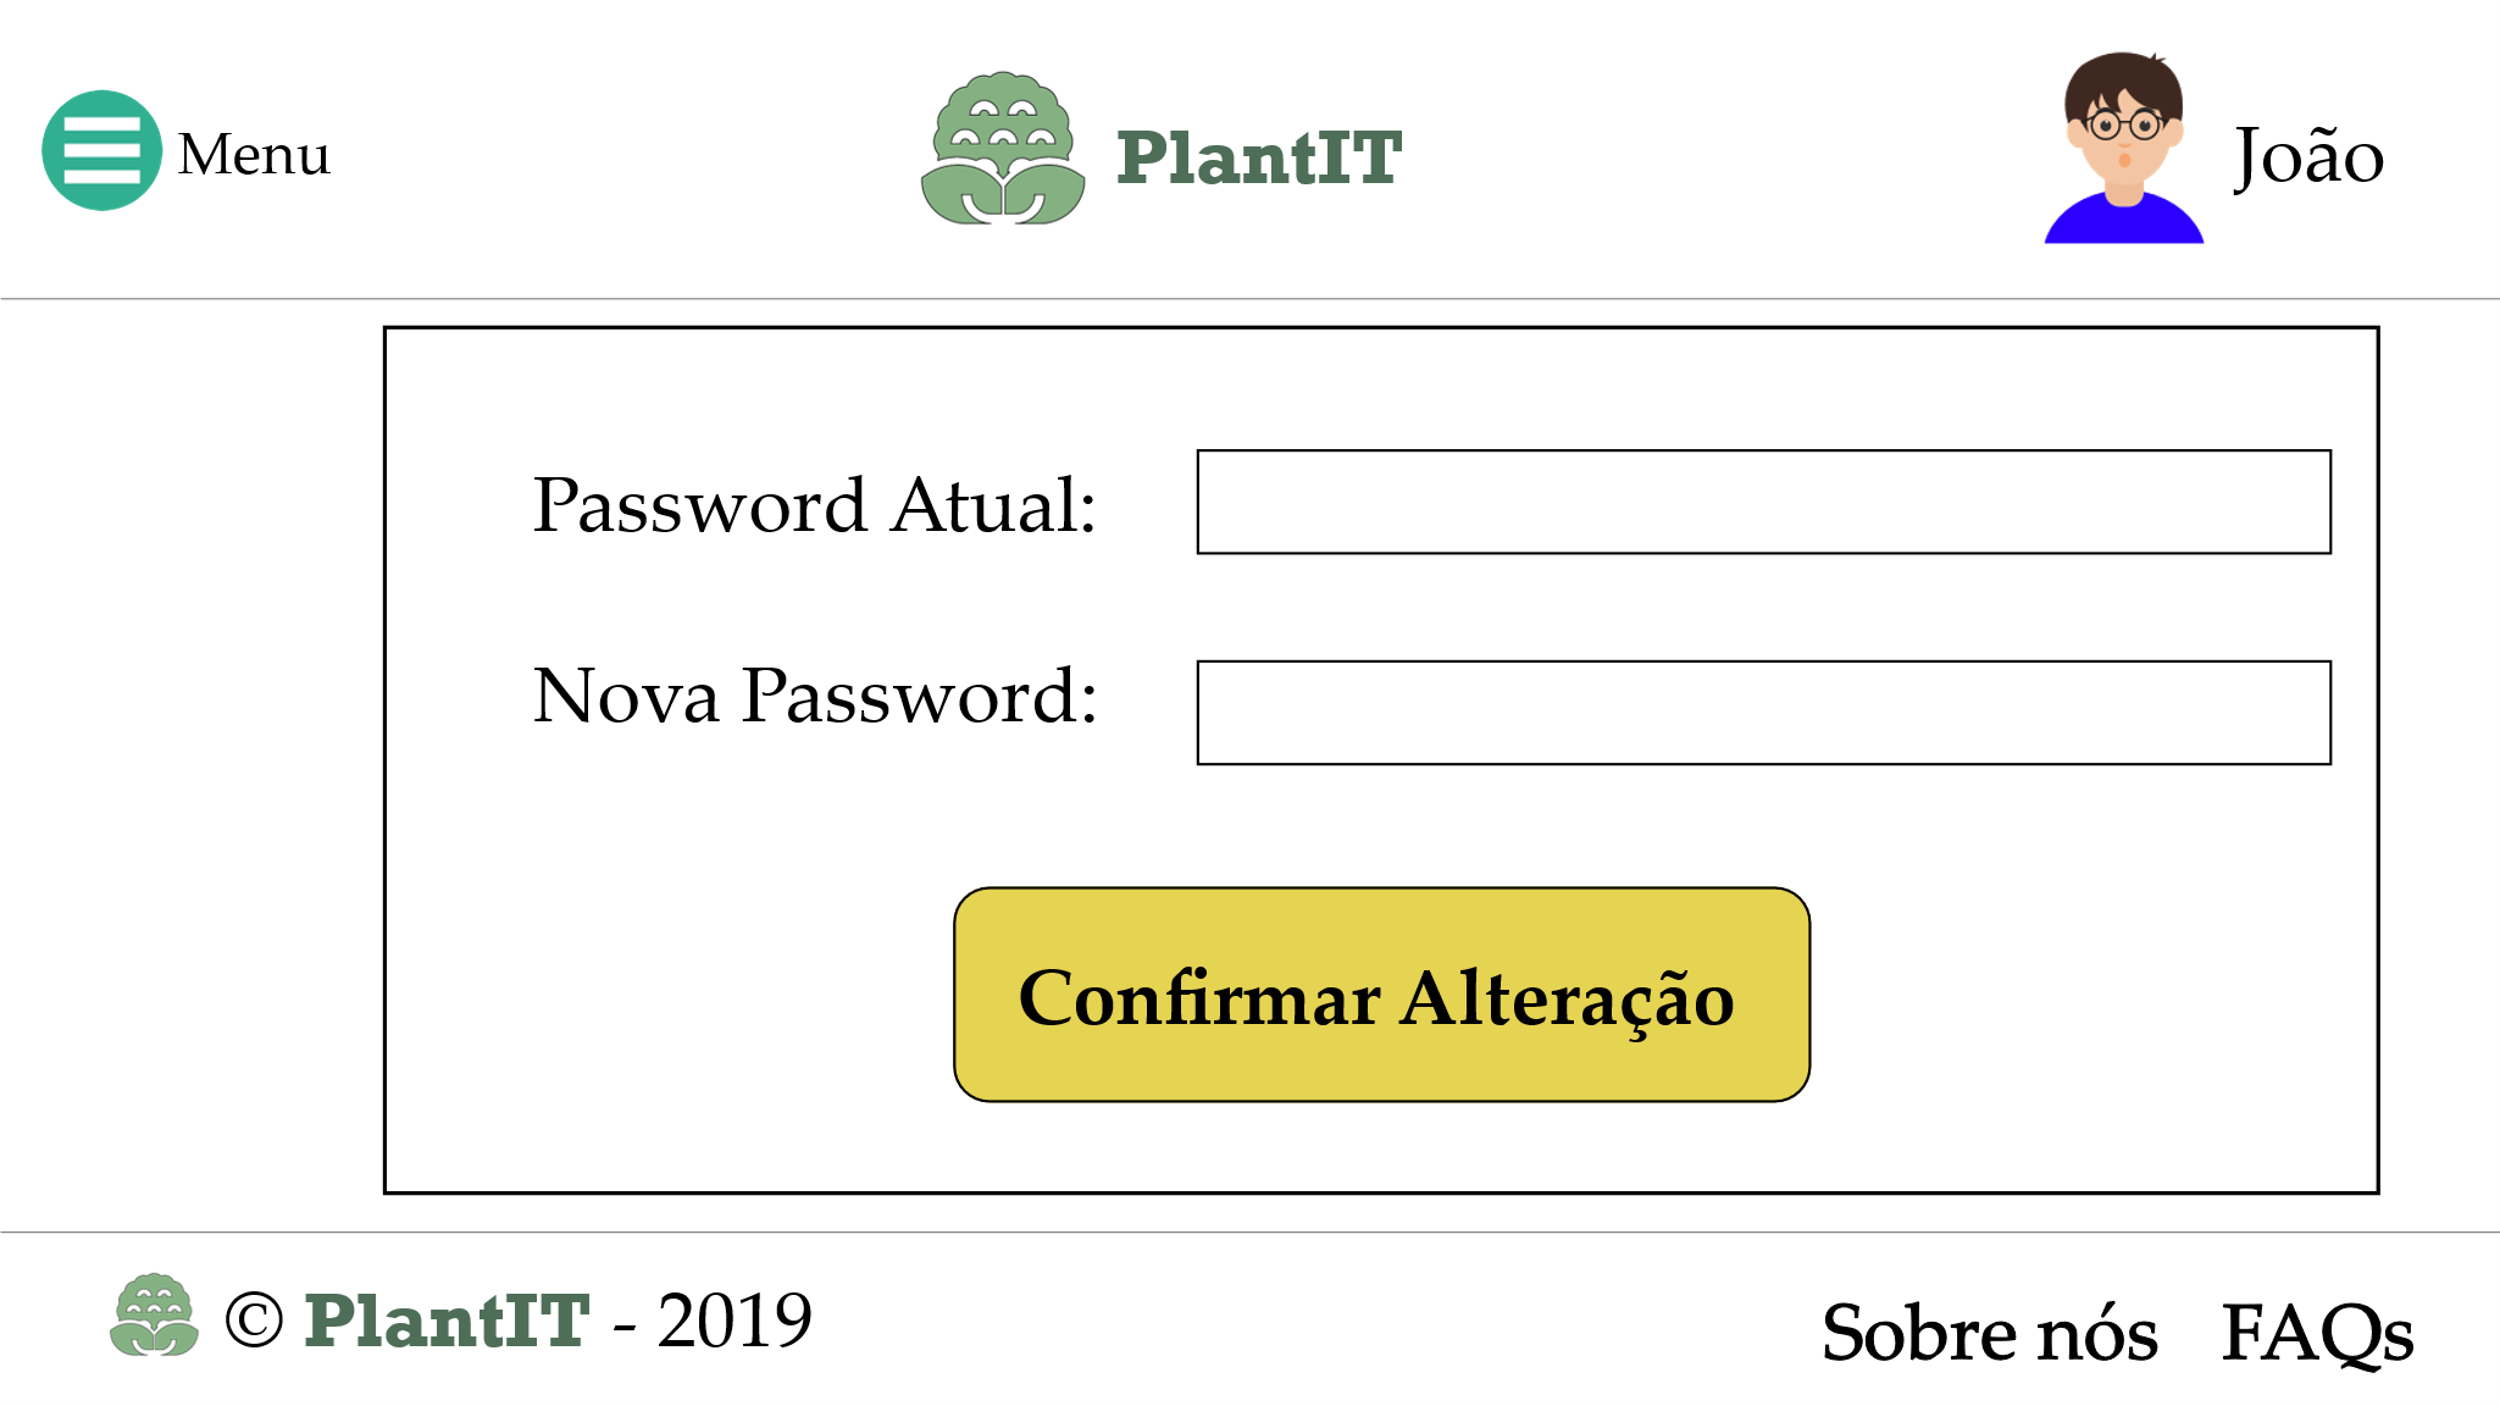 Menu
PlantIT
João
Password Atual:
Nova Password:
Confirmar Alteração
© PlantIT - 2019
Sobre nós FAQs